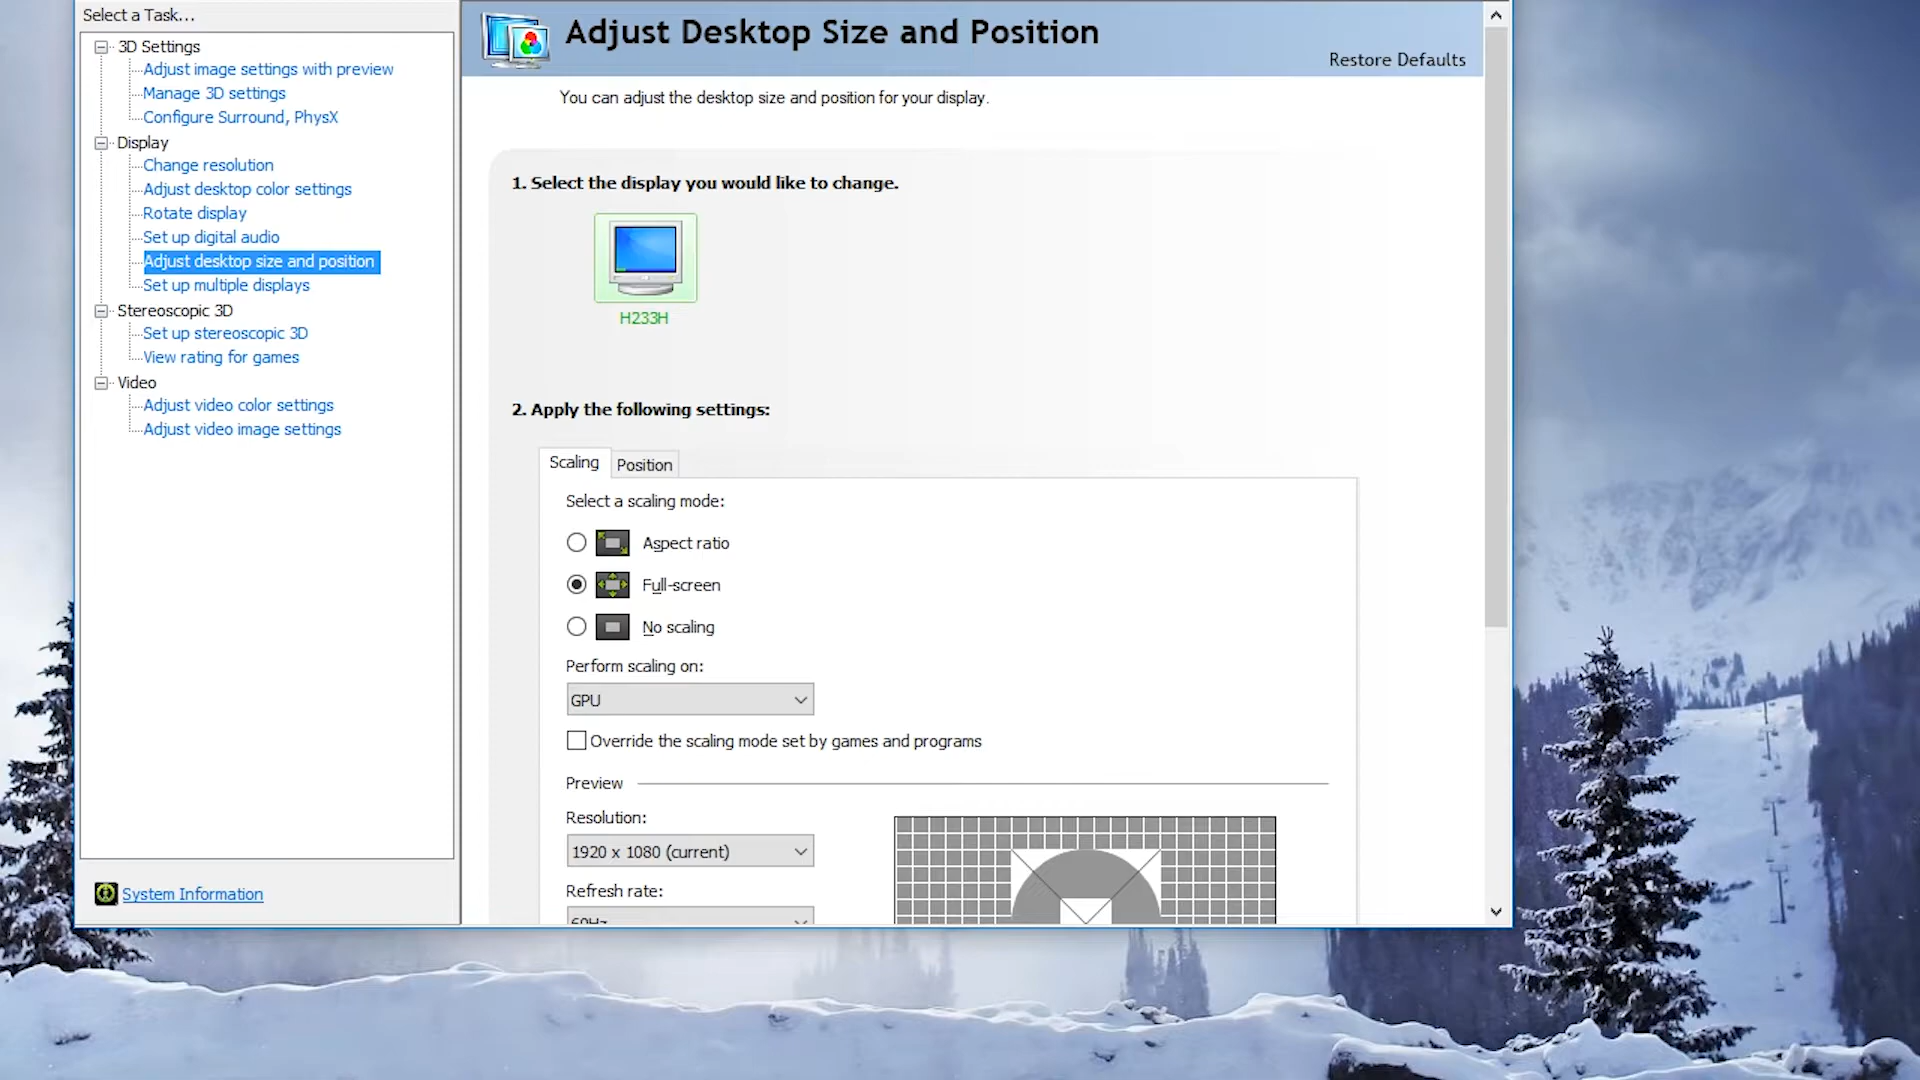 Select a Task...
3D Settings
Adjust image settings with preview
Manage 3D settings
Configure Surround, PhysX
Display
Change resolution
Adjust desktop color settings
Rotate display
Set up digital audio
Adjust desktop size and position
Set up multiple displays
Stereoscopic 3D
Set up stereoscopic 3D
View rating for games
Video
Adjust video color settings
Adjust video image settings
System Information
Adjust Desktop Size and Position
Restore Defaults
You can adjust the desktop size and position for your display.
1. Select the display you would like to change.
H233H
2. Apply the following settings:
Scaling
Position
Select a scaling mode:
Aspect ratio
Full-screen
No scaling
Perform scaling on:
GPU
Override the scaling mode set by games and programs
Preview
Resolution:
1920 x 1080 (current)
Refresh rate:
60Hz